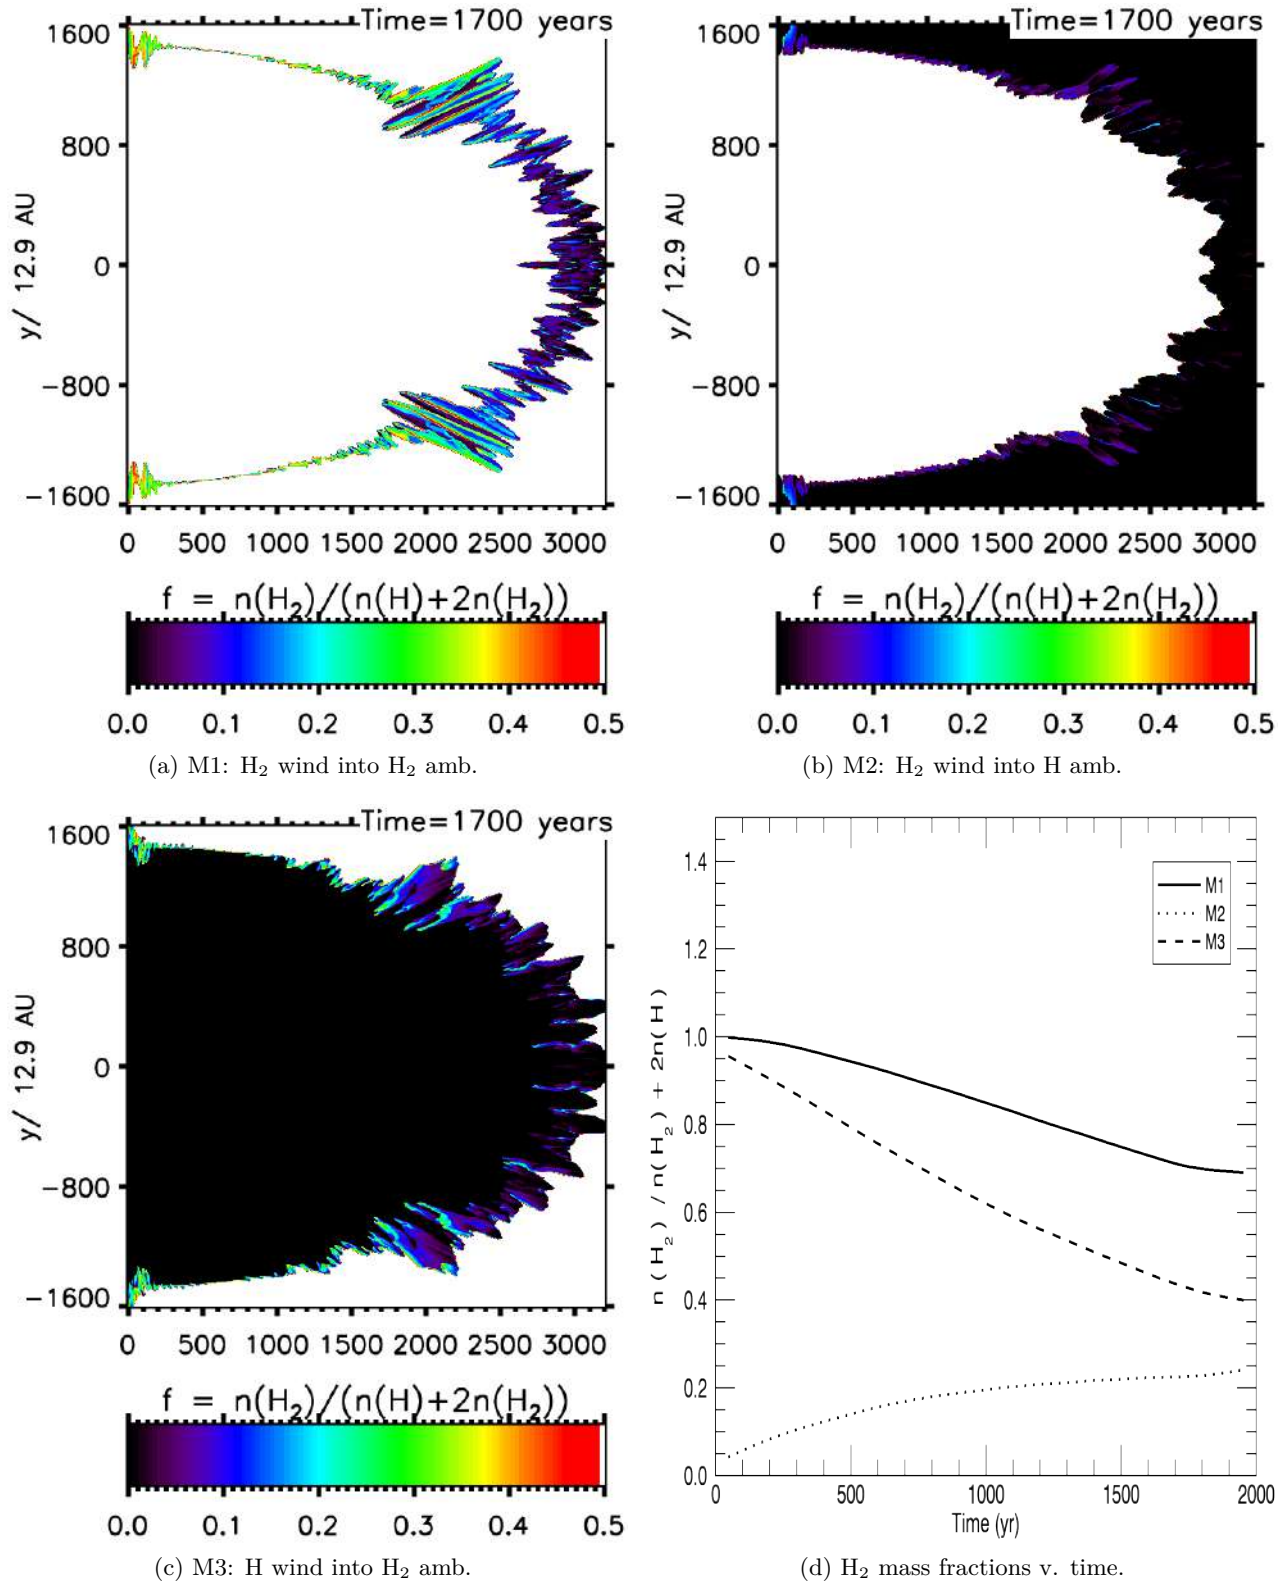 Time=1700 years
1600
800
0
−800
−1600
y/ 12.9 AU
0 500 1000 1500 2000 2500 3000
f = n(H₂)/(n(H)+2n(H₂))
0.0 0.1 0.2 0.3 0.4 0.5
(a) M1: H₂ wind into H₂ amb.
Time=1700 years
1600
800
0
−800
−1600
y/ 12.9 AU
0 500 1000 1500 2000 2500 3000
f = n(H₂)/(n(H)+2n(H₂))
0.0 0.1 0.2 0.3 0.4 0.5
(b) M2: H₂ wind into H amb.
Time=1700 years
1600
800
0
−800
−1600
y/ 12.9 AU
0 500 1000 1500 2000 2500 3000
f = n(H₂)/(n(H)+2n(H₂))
0.0 0.1 0.2 0.3 0.4 0.5
(c) M3: H wind into H₂ amb.
1.4
1.2
1.0
0.8
0.6
0.4
0.2
0.0
n(H₂) / n(H₂) + 2n(H)
M1
M2
M3
0 500 1000 1500 2000
Time (yr)
(d) H₂ mass fractions v. time.